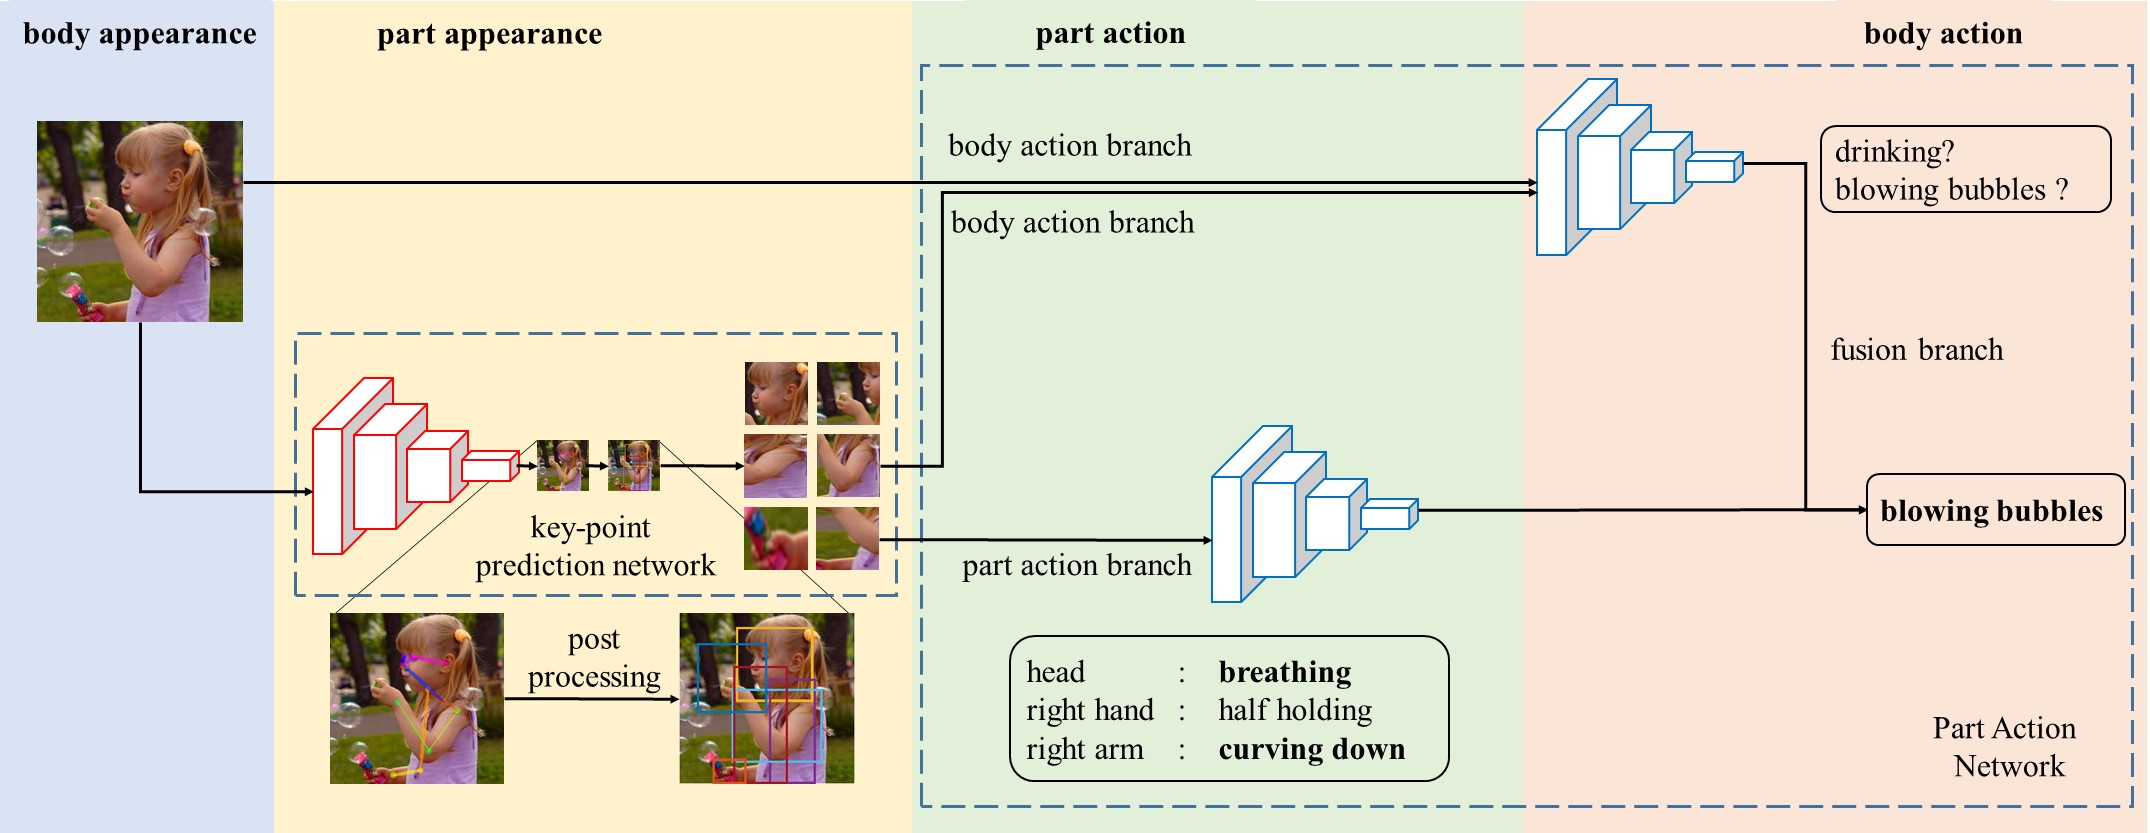 body appearance
part appearance
part action
body action
body action branch
body action branch
drinking?
blowing bubbles ?
fusion branch
key-point
prediction network
part action branch
blowing bubbles
post
processing
head : breathing
right hand : half holding
right arm : curving down
Part Action
Network